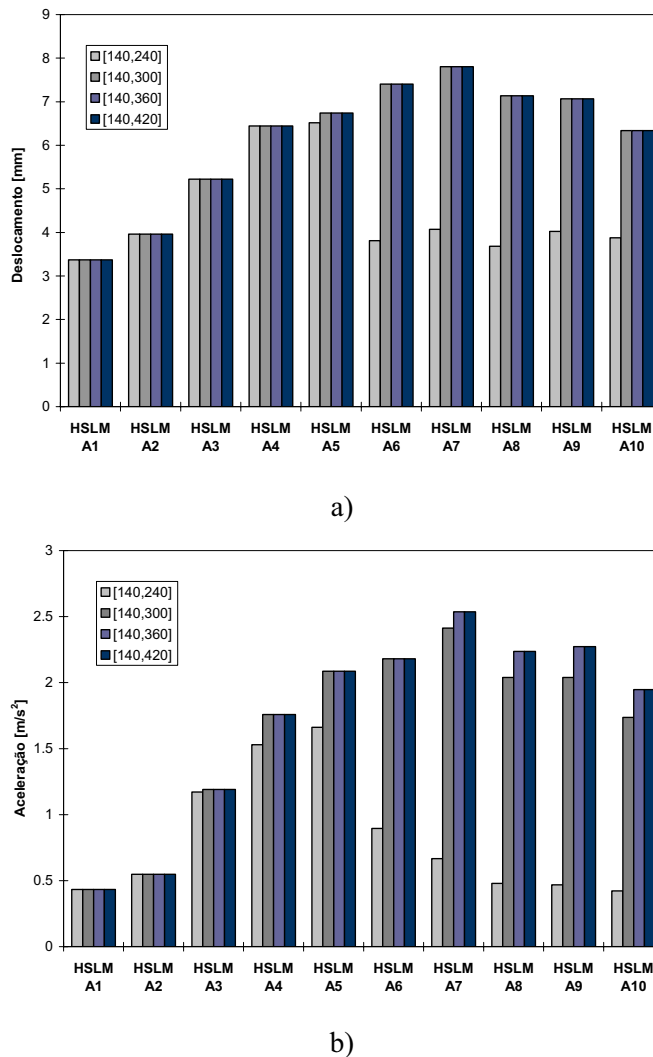 9
8
7
6
5
4
3
2
1
0
Deslocamento [mm]
[140,240]
[140,300]
[140,360]
[140,420]
HSLM A1
HSLM A2
HSLM A3
HSLM A4
HSLM A5
HSLM A6
HSLM A7
HSLM A8
HSLM A9
HSLM A10
a)
3
2.5
2
1.5
1
0.5
0
Aceleração [m/s²]
[140,240]
[140,300]
[140,360]
[140,420]
HSLM A1
HSLM A2
HSLM A3
HSLM A4
HSLM A5
HSLM A6
HSLM A7
HSLM A8
HSLM A9
HSLM A10
b)